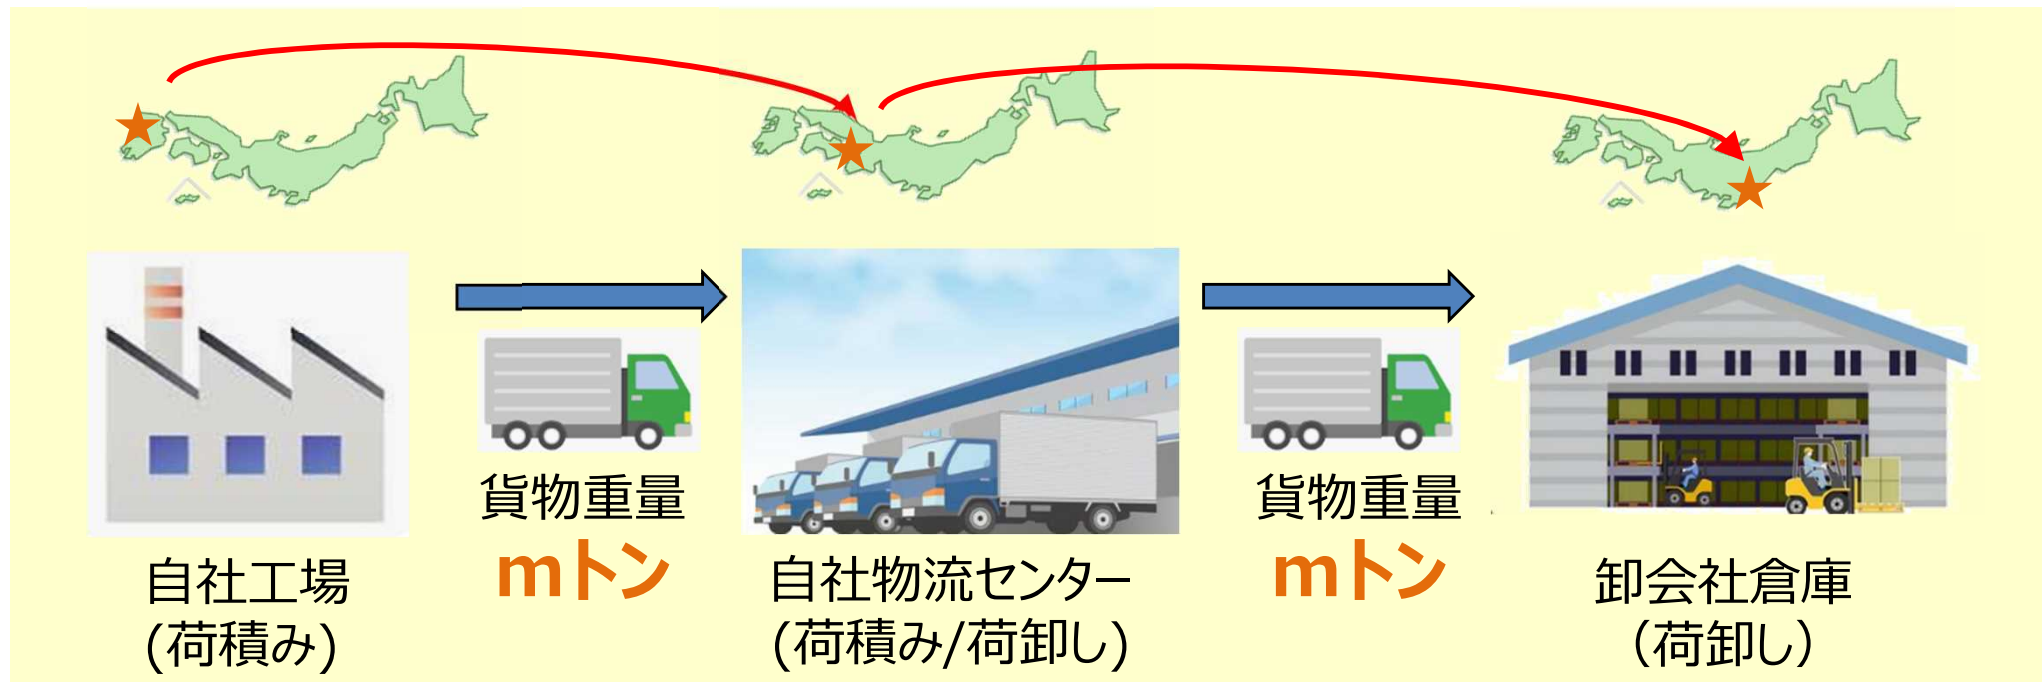 貨物重量
mトン
貨物重量
mトン
自社工場
(荷積み)
自社物流センター
(荷積み/荷卸し)
卸会社倉庫
（荷卸し）